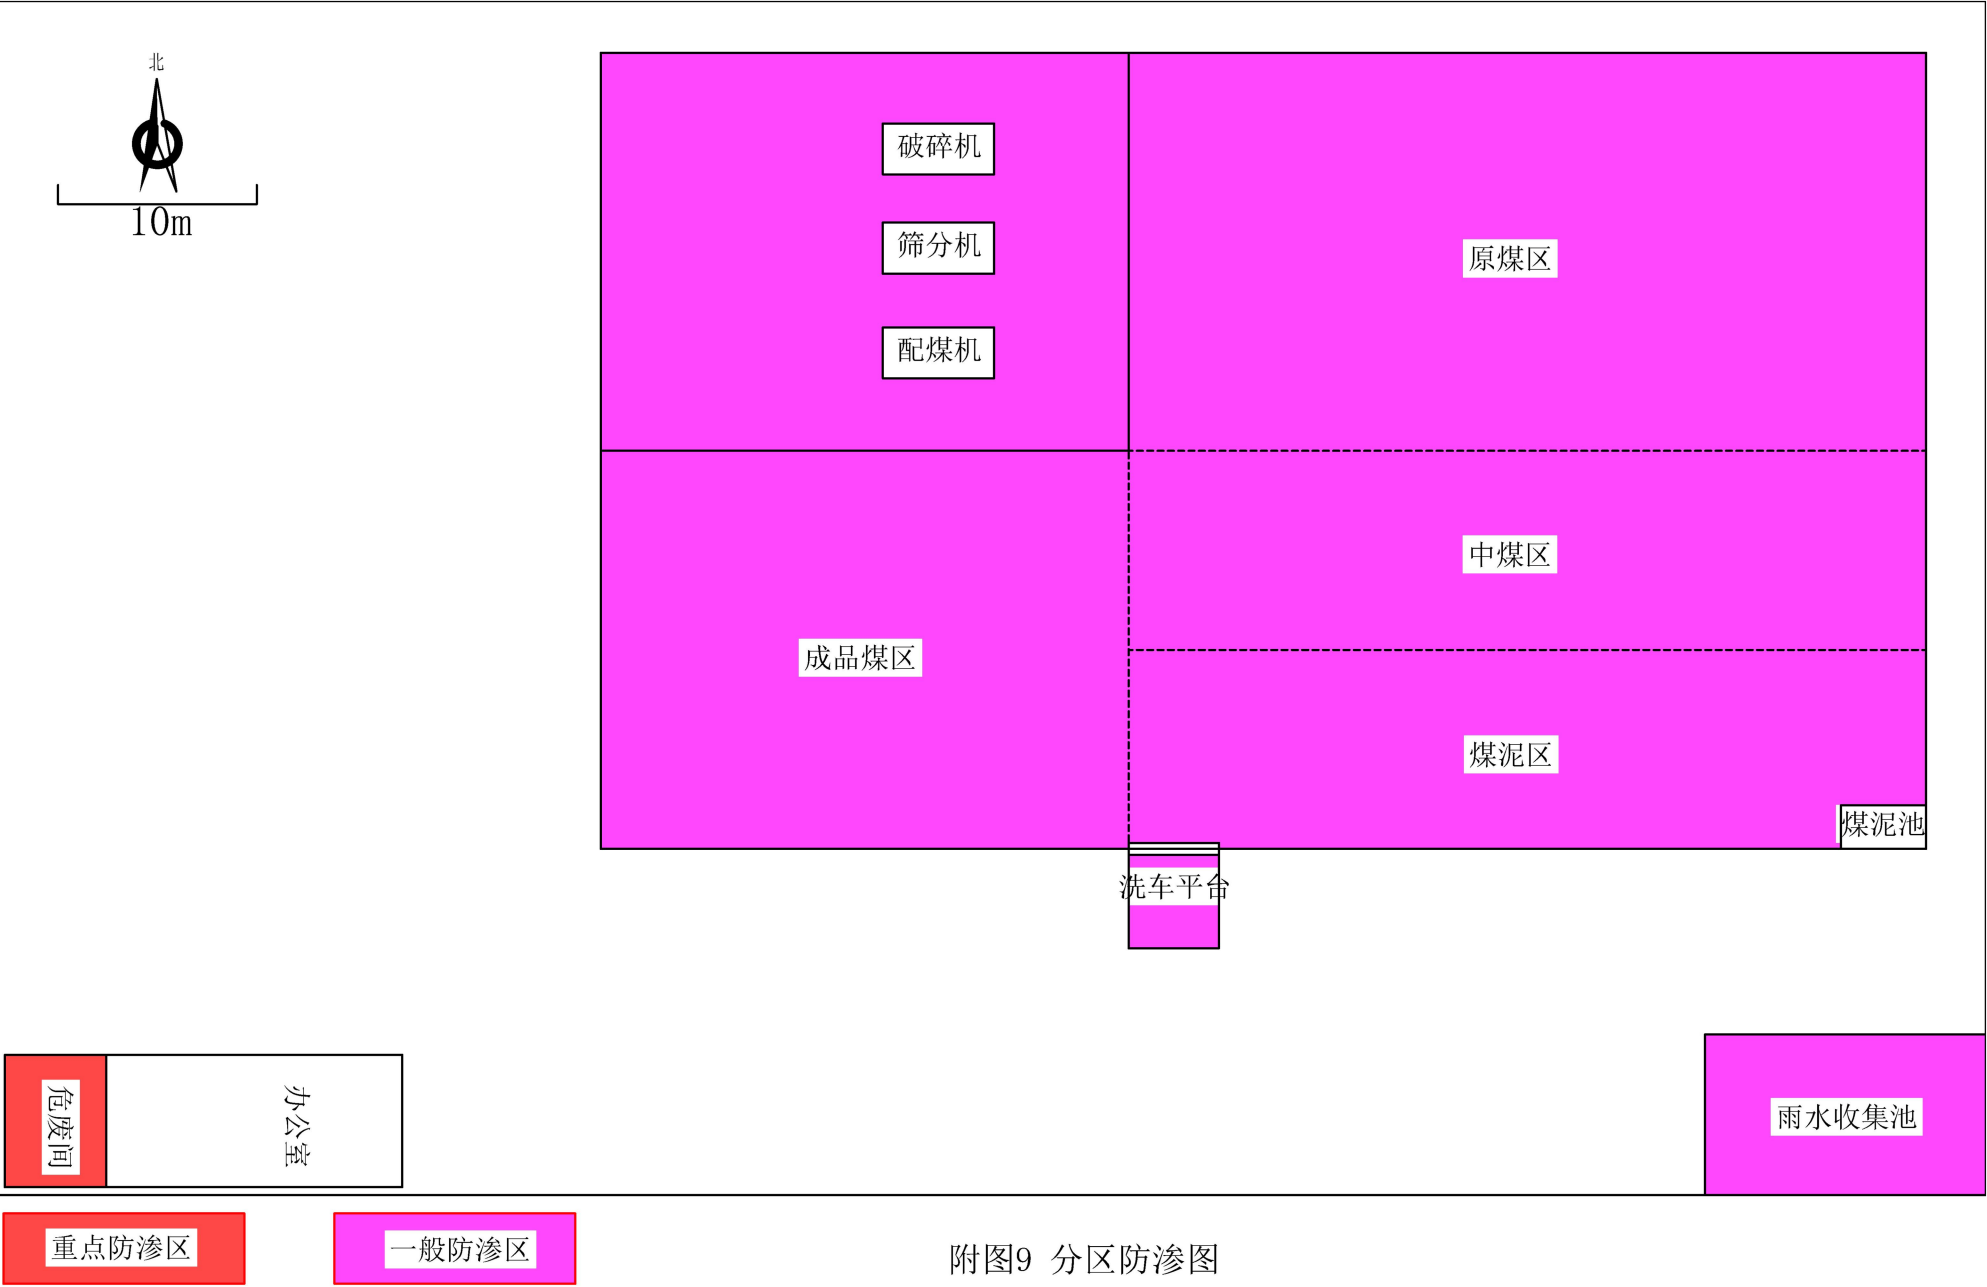 北
10m
破碎机
筛分机
配煤机
原煤区
中煤区
成品煤区
煤泥区
煤泥池
洗车平台
危废间
办公室
雨水收集池
重点防渗区
一般防渗区
附图9 分区防渗图